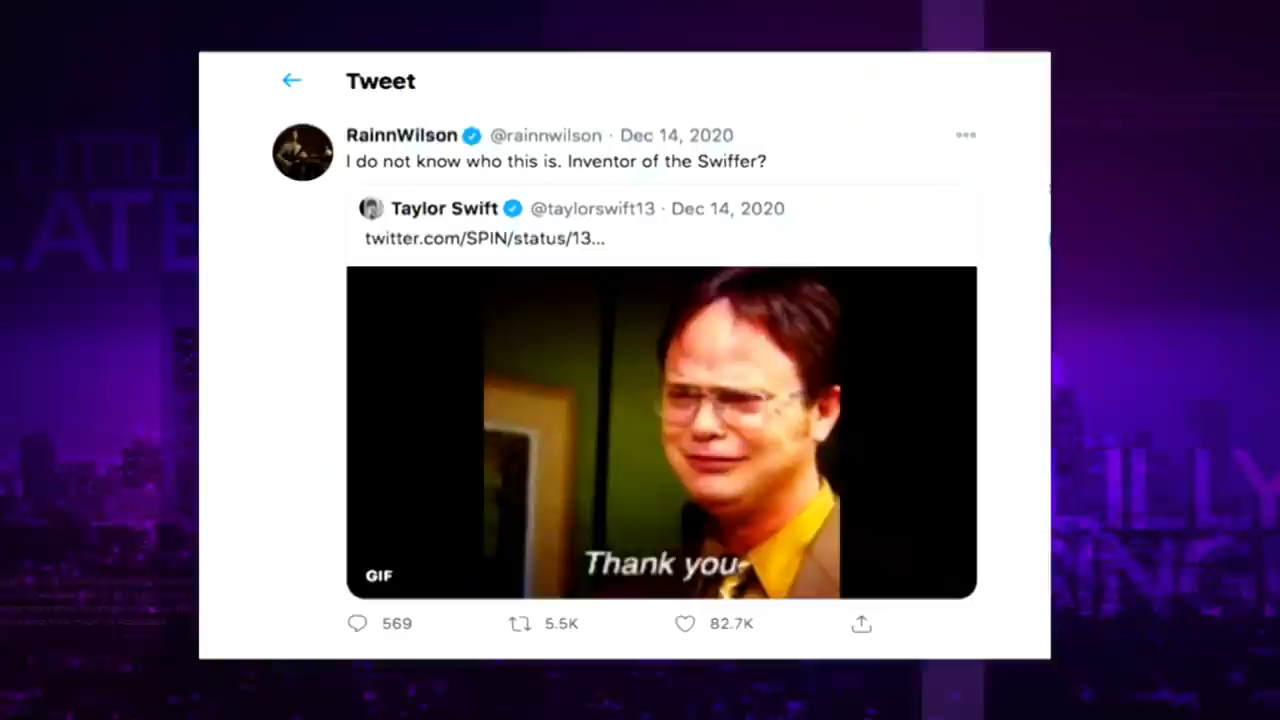 Tweet
RainnWilson @rainnwilson · Dec 14, 2020
I do not know who this is. Inventor of the Swiffer?
Taylor Swift @taylorswift13 · Dec 14, 2020
twitter.com/SPIN/status/13...
Thank you-
GIF
569 5.5K 82.7K
LATE